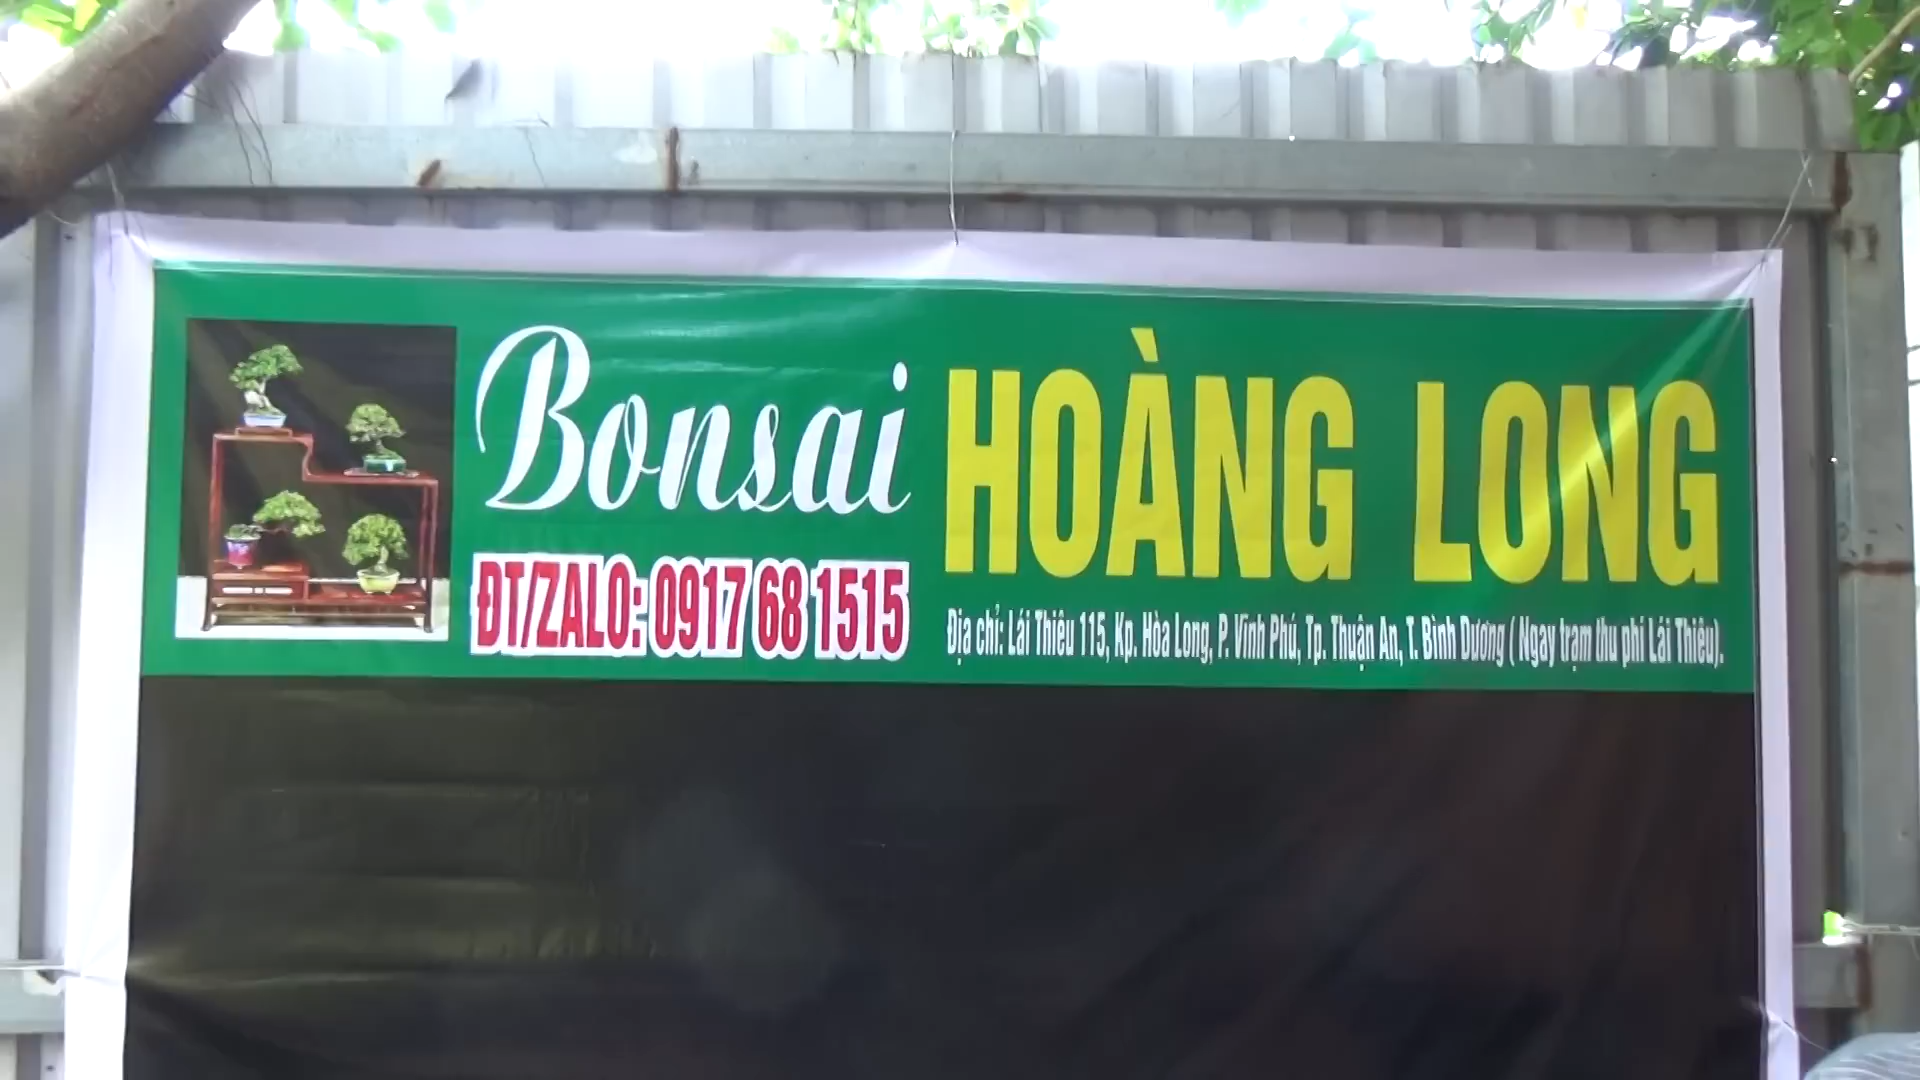 Bonsai HOÀNG LONG
ĐT/ZALO: 0917 68 1515
Địa chỉ: Lái Thiêu 115, Kp. Hòa Long, P. Vĩnh Phú, Tp. Thuận An, T. Bình Dương ( Ngay trạm thu phí Lái Thiêu).